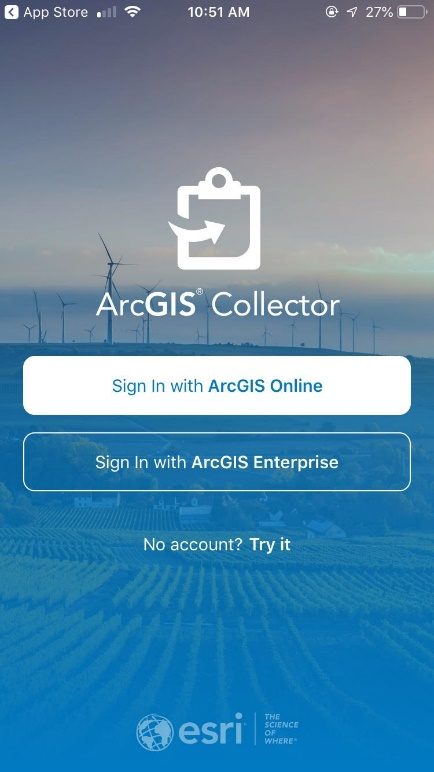 App Store 10:51 AM 27%
ArcGIS® Collector
Sign In with ArcGIS Online
Sign In with ArcGIS Enterprise
No account? Try it
esri
THE
SCIENCE
OF
WHERE®